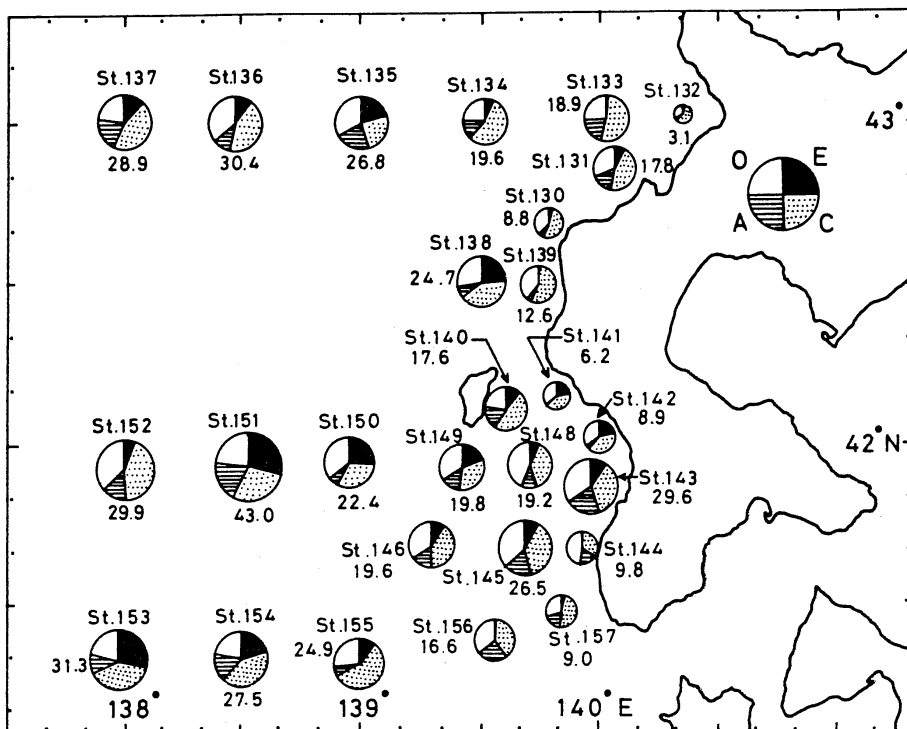 St.137
St.136
St.135
St.134
St.133
St.132
28.9
30.4
26.8
19.6
18.9
3.1
43°
St.131
17.8
O
E
A
C
St.130
8.8
St.138
24.7
St.139
12.6
St.140
17.6
St.141
6.2
St.142
8.9
42°N
St.152
29.9
St.151
43.0
St.150
22.4
St.149
19.8
St.148
19.2
St.143
29.6
St.146
19.6
St.145
26.5
St.144
9.8
St.153
31.3
St.154
27.5
St.155
24.9
St.156
16.6
St.157
9.0
138°
139°
140°E